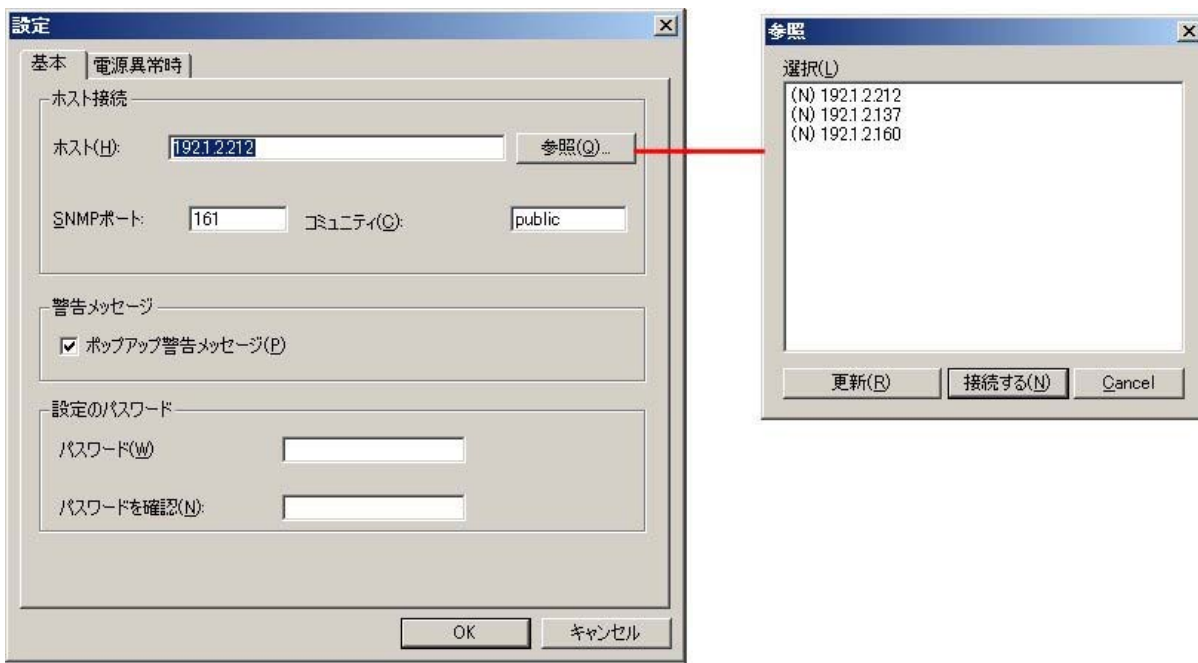 設定
基本
電源異常時
ホスト接続
ホスト(H):
192.1.2.212
参照(Q)...
SNMPポート:
161
コミュニティ(C):
public
警告メッセージ
ポップアップ警告メッセージ(P)
設定のパスワード
パスワード(W)
パスワードを確認(N):
OK
キャンセル
参照
選択(L)
(N) 192.1.2.212
(N) 192.1.2.137
(N) 192.1.2.160
更新(R)
接続する(N)
Cancel